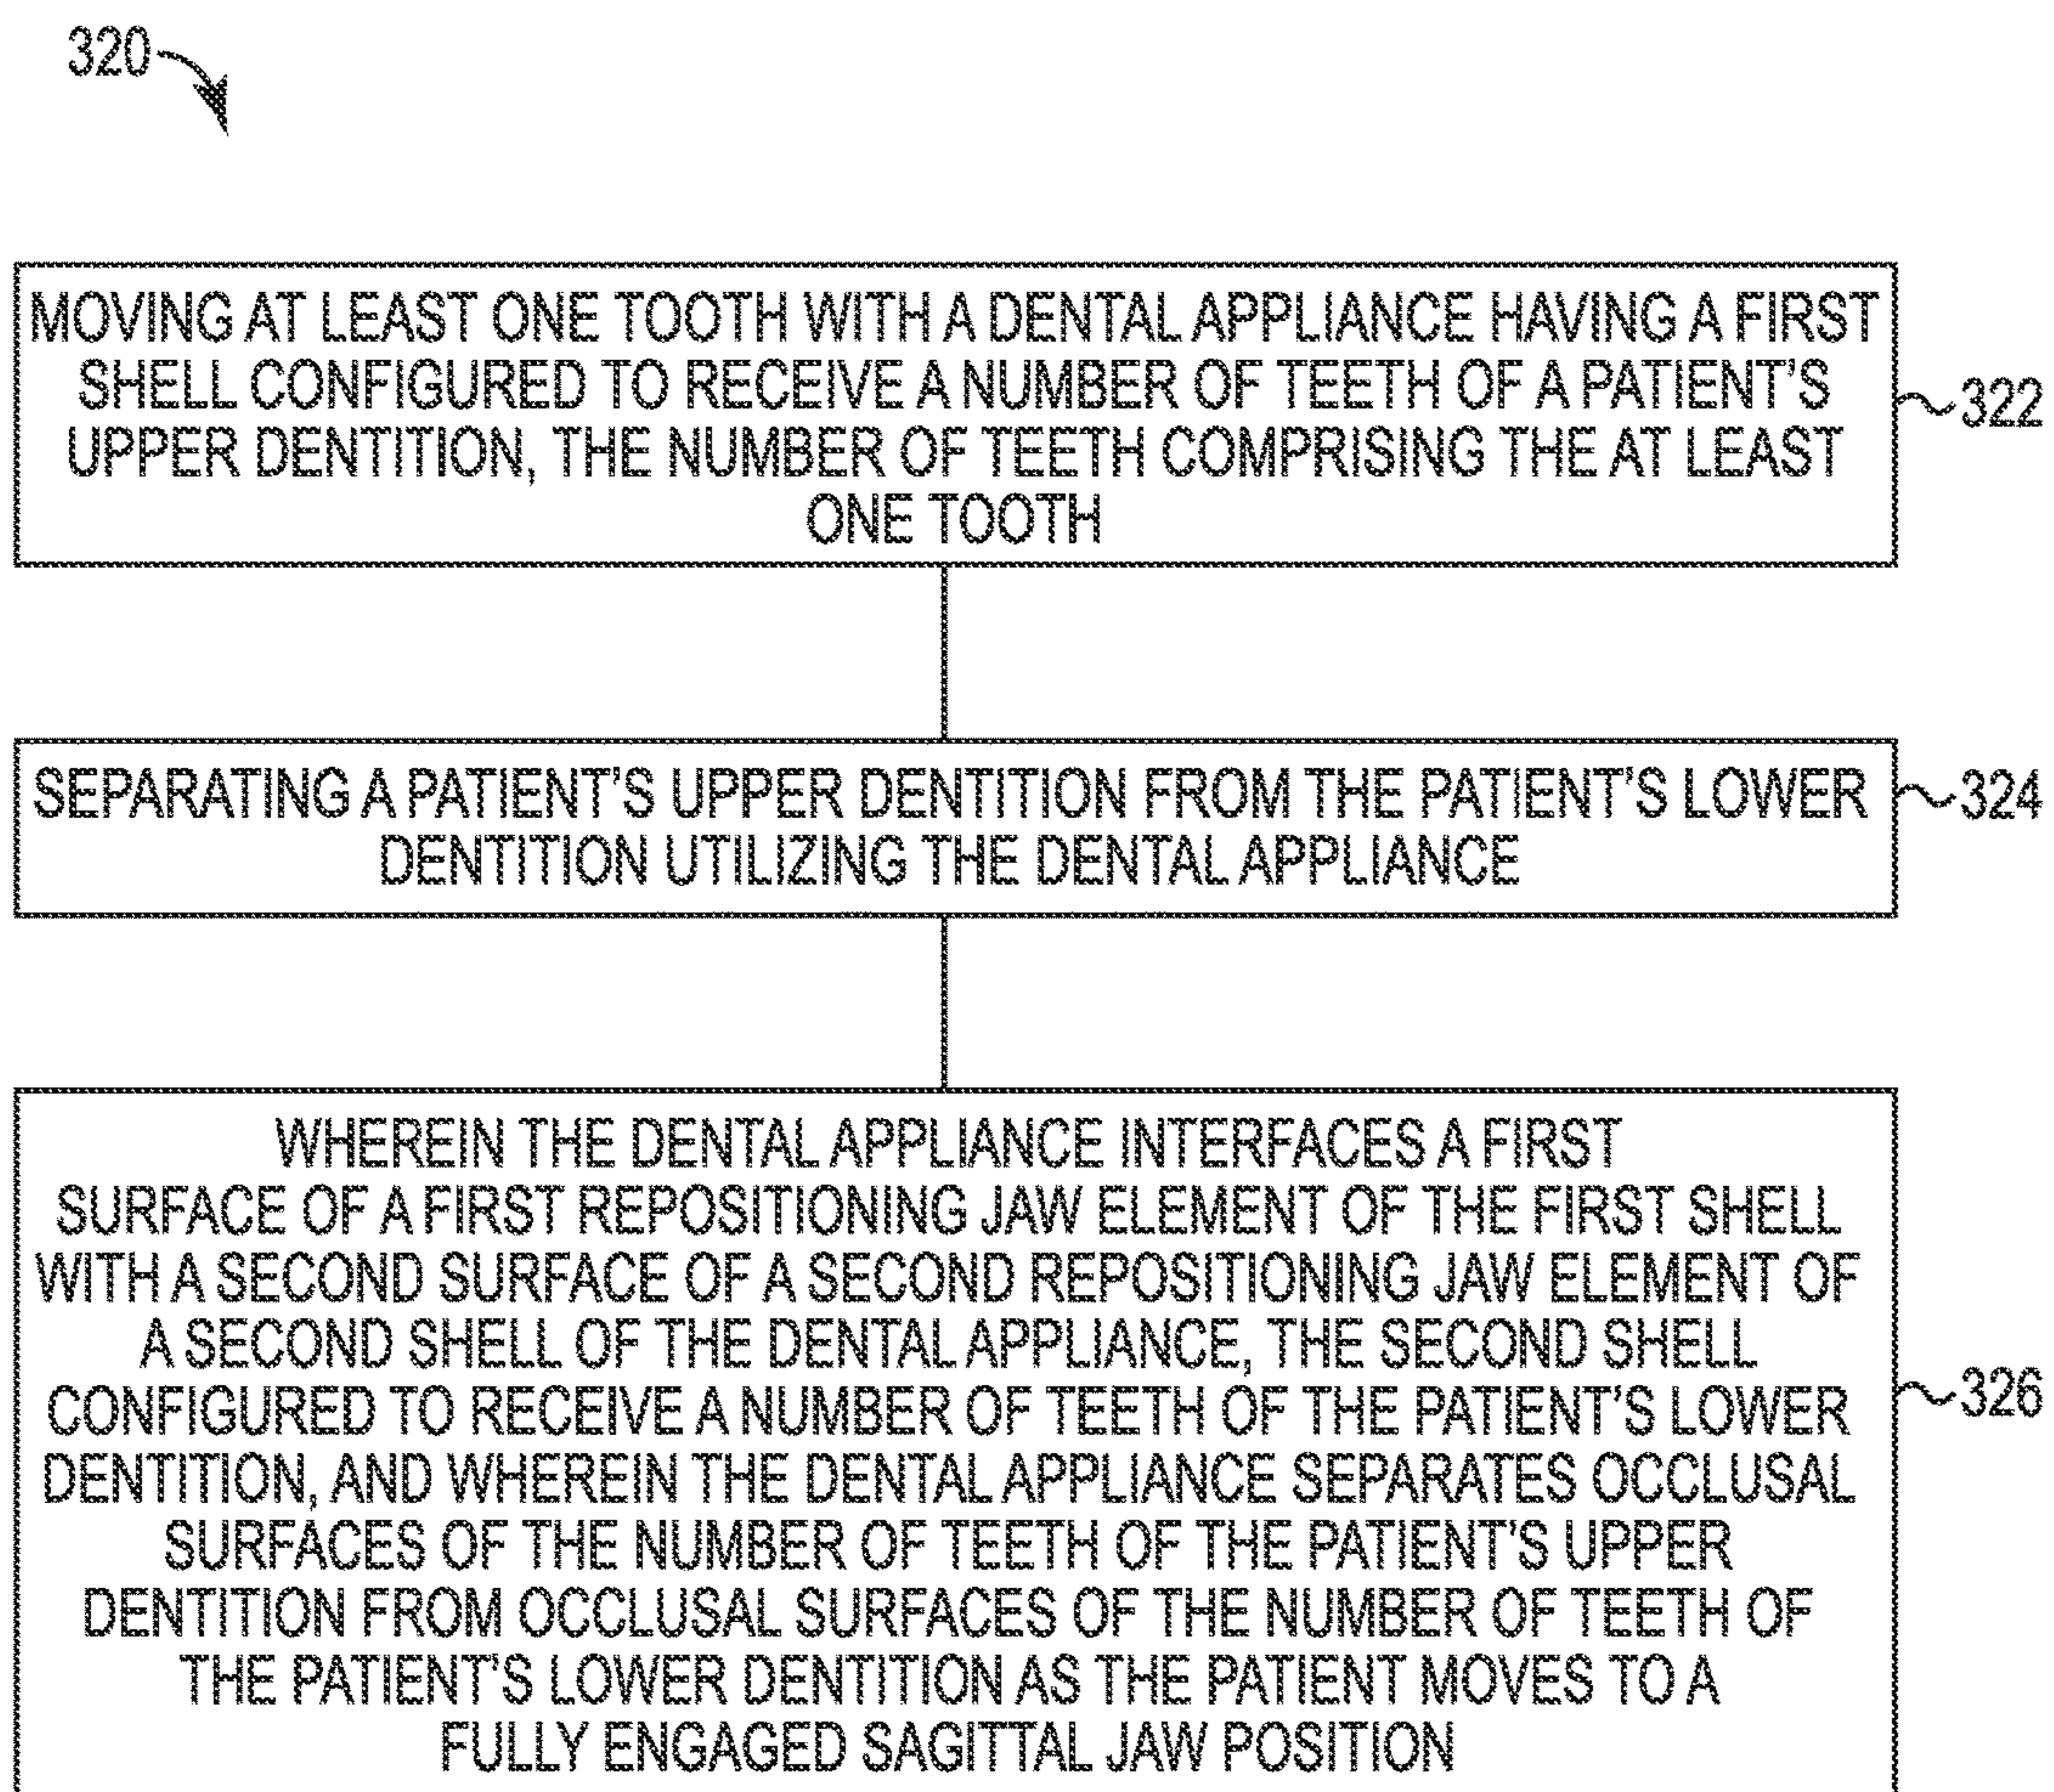 320
MOVING AT LEAST ONE TOOTH WITH A DENTAL APPLIANCE HAVING A FIRST
SHELL CONFIGURED TO RECEIVE A NUMBER OF TEETH OF A PATIENT'S
UPPER DENTITION, THE NUMBER OF TEETH COMPRISING THE AT LEAST
ONE TOOTH
322
SEPARATING A PATIENT'S UPPER DENTITION FROM THE PATIENT'S LOWER
DENTITION UTILIZING THE DENTAL APPLIANCE
324
WHEREIN THE DENTAL APPLIANCE INTERFACES A FIRST
SURFACE OF A FIRST REPOSITIONING JAW ELEMENT OF THE FIRST SHELL
WITH A SECOND SURFACE OF A SECOND REPOSITIONING JAW ELEMENT OF
A SECOND SHELL OF THE DENTAL APPLIANCE, THE SECOND SHELL
CONFIGURED TO RECEIVE A NUMBER OF TEETH OF THE PATIENT'S LOWER
DENTITION, AND WHEREIN THE DENTAL APPLIANCE SEPARATES OCCLUSAL
SURFACES OF THE NUMBER OF TEETH OF THE PATIENT'S UPPER
DENTITION FROM OCCLUSAL SURFACES OF THE NUMBER OF TEETH OF
THE PATIENT'S LOWER DENTITION AS THE PATIENT MOVES TO A
FULLY ENGAGED SAGITTAL JAW POSITION
326